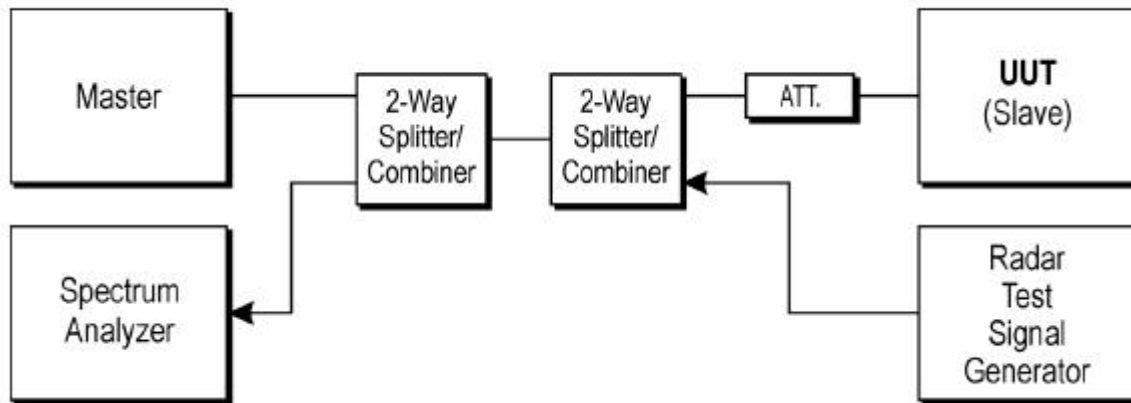 Master
2-Way
Splitter/
Combiner
2-Way
Splitter/
Combiner
ATT.
UUT
(Slave)
Spectrum
Analyzer
Radar
Test
Signal
Generator